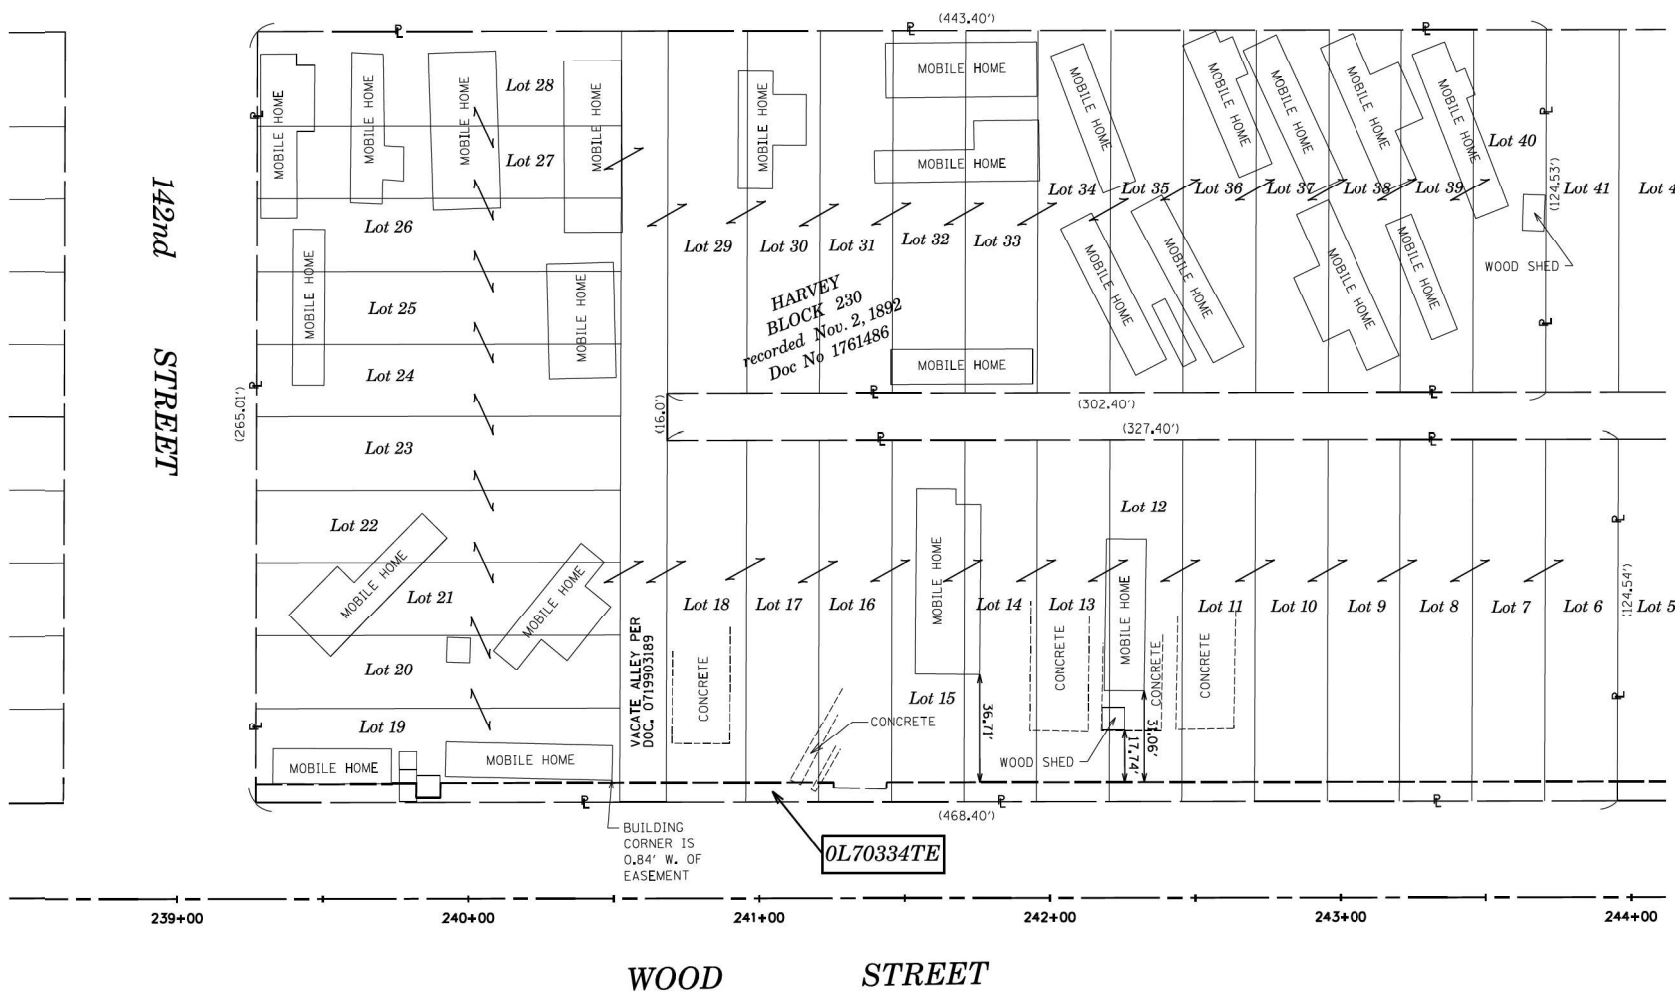 (443.40')
MOBILE HOME
MOBILE HOME
MOBILE HOME
Lot 28
MOBILE HOME
Lot 27
MOBILE HOME
MOBILE HOME
MOBILE HOME
MOBILE HOME
MOBILE HOME
MOBILE HOME
MOBILE HOME
MOBILE HOME
Lot 40
Lot 34
Lot 35
Lot 36
Lot 37
Lot 38
Lot 39
(124.53')
Lot 41
Lot 4
142nd
STREET
Lot 26
Lot 29
Lot 30
Lot 31
Lot 32
Lot 33
MOBILE HOME
Lot 25
MOBILE HOME
HARVEY
BLOCK 230
recorded Nov. 2, 1892
Doc No 1761486
MOBILE HOME
MOBILE HOME
MOBILE HOME
MOBILE HOME
WOOD SHED
MOBILE HOME
Lot 24
(265.01')
(16.0')
(302.40')
(327.40')
Lot 23
Lot 22
MOBILE HOME
MOBILE HOME
Lot 21
Lot 12
MOBILE HOME
MOBILE HOME
Lot 18
Lot 17
Lot 16
Lot 14
Lot 13
Lot 11
Lot 10
Lot 9
Lot 8
Lot 7
Lot 6
(124.54')
Lot 5
Lot 20
VACATE ALLEY PER
DOC. 0719903189
CONCRETE
CONCRETE
CONCRETE
CONCRETE
Lot 15
36.71'
Lot 19
CONCRETE
WOOD SHED
17.74'
MOBILE HOME
MOBILE HOME
(468.40')
BUILDING
CORNER IS
0.84' W. OF
EASEMENT
0L70334TE
239+00
240+00
241+00
242+00
243+00
244+00
WOOD STREET